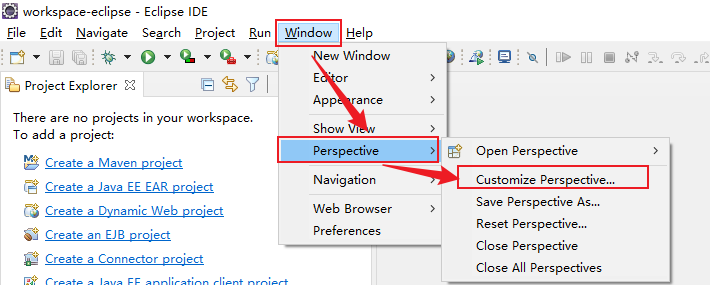 workspace-eclipse - Eclipse IDE
File Edit Navigate Search Project Run Window Help
New Window
Editor
Appearance
Show View
Perspective
Navigation
Web Browser
Preferences
Open Perspective
Customize Perspective...
Save Perspective As...
Reset Perspective...
Close Perspective
Close All Perspectives
Project Explorer
There are no projects in your workspace.
To add a project:
Create a Maven project
Create a Java EE EAR project
Create a Dynamic Web project
Create an EJB project
Create a Connector project
Create a Java EE application client project